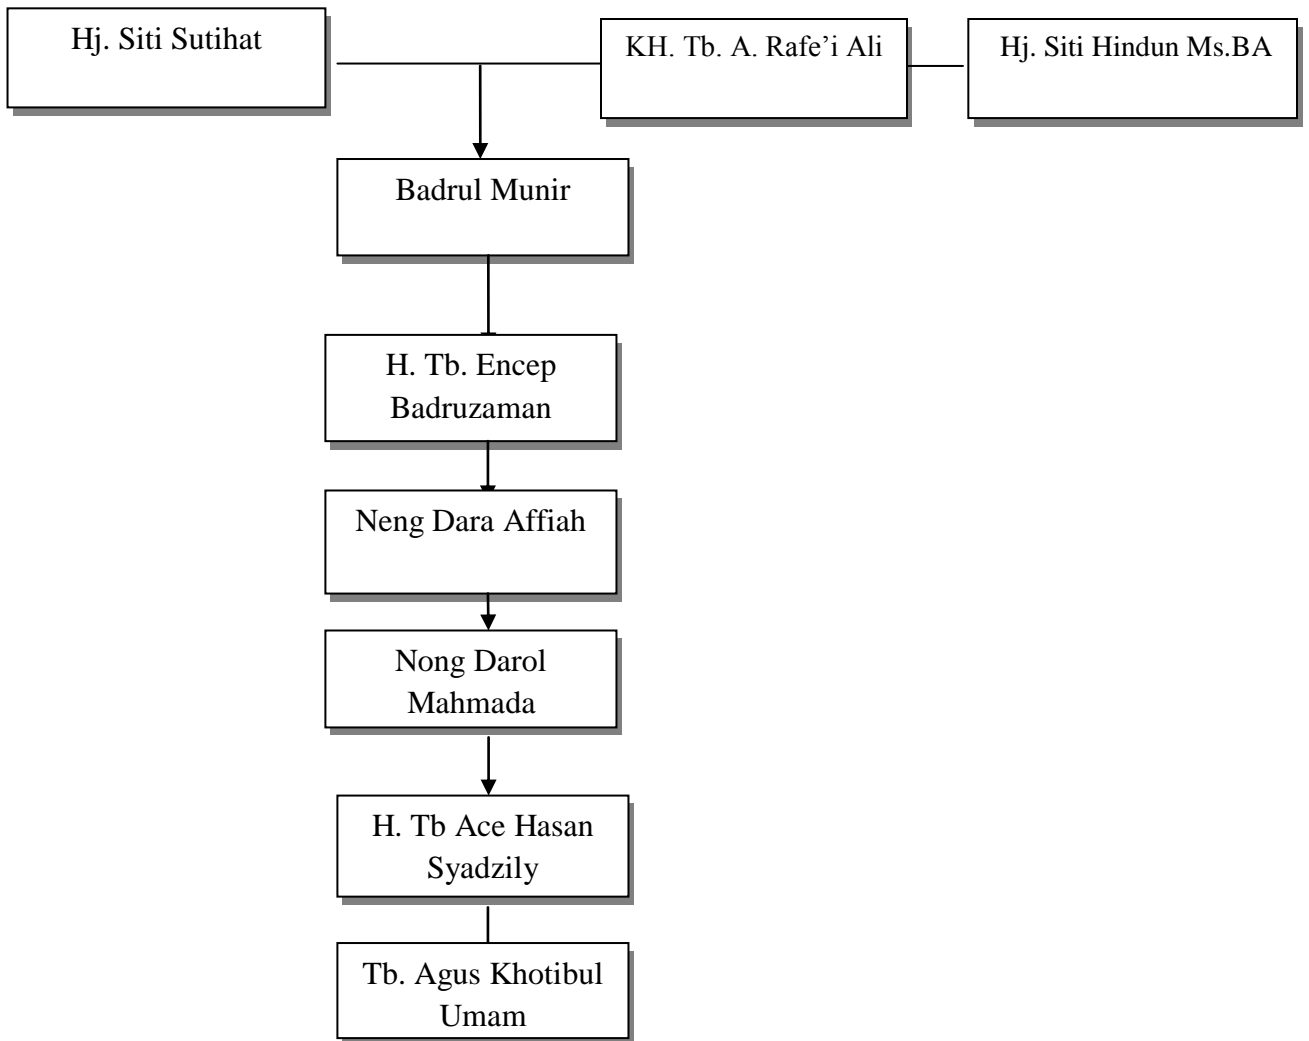 Hj. Siti Sutihat
KH. Tb. A. Rafe’i Ali
Hj. Siti Hindun Ms.BA
Badrul Munir
H. Tb. Encep
Badruzaman
Neng Dara Affiah
Nong Darol
Mahmada
H. Tb Ace Hasan
Syadzily
Tb. Agus Khotibul
Umam